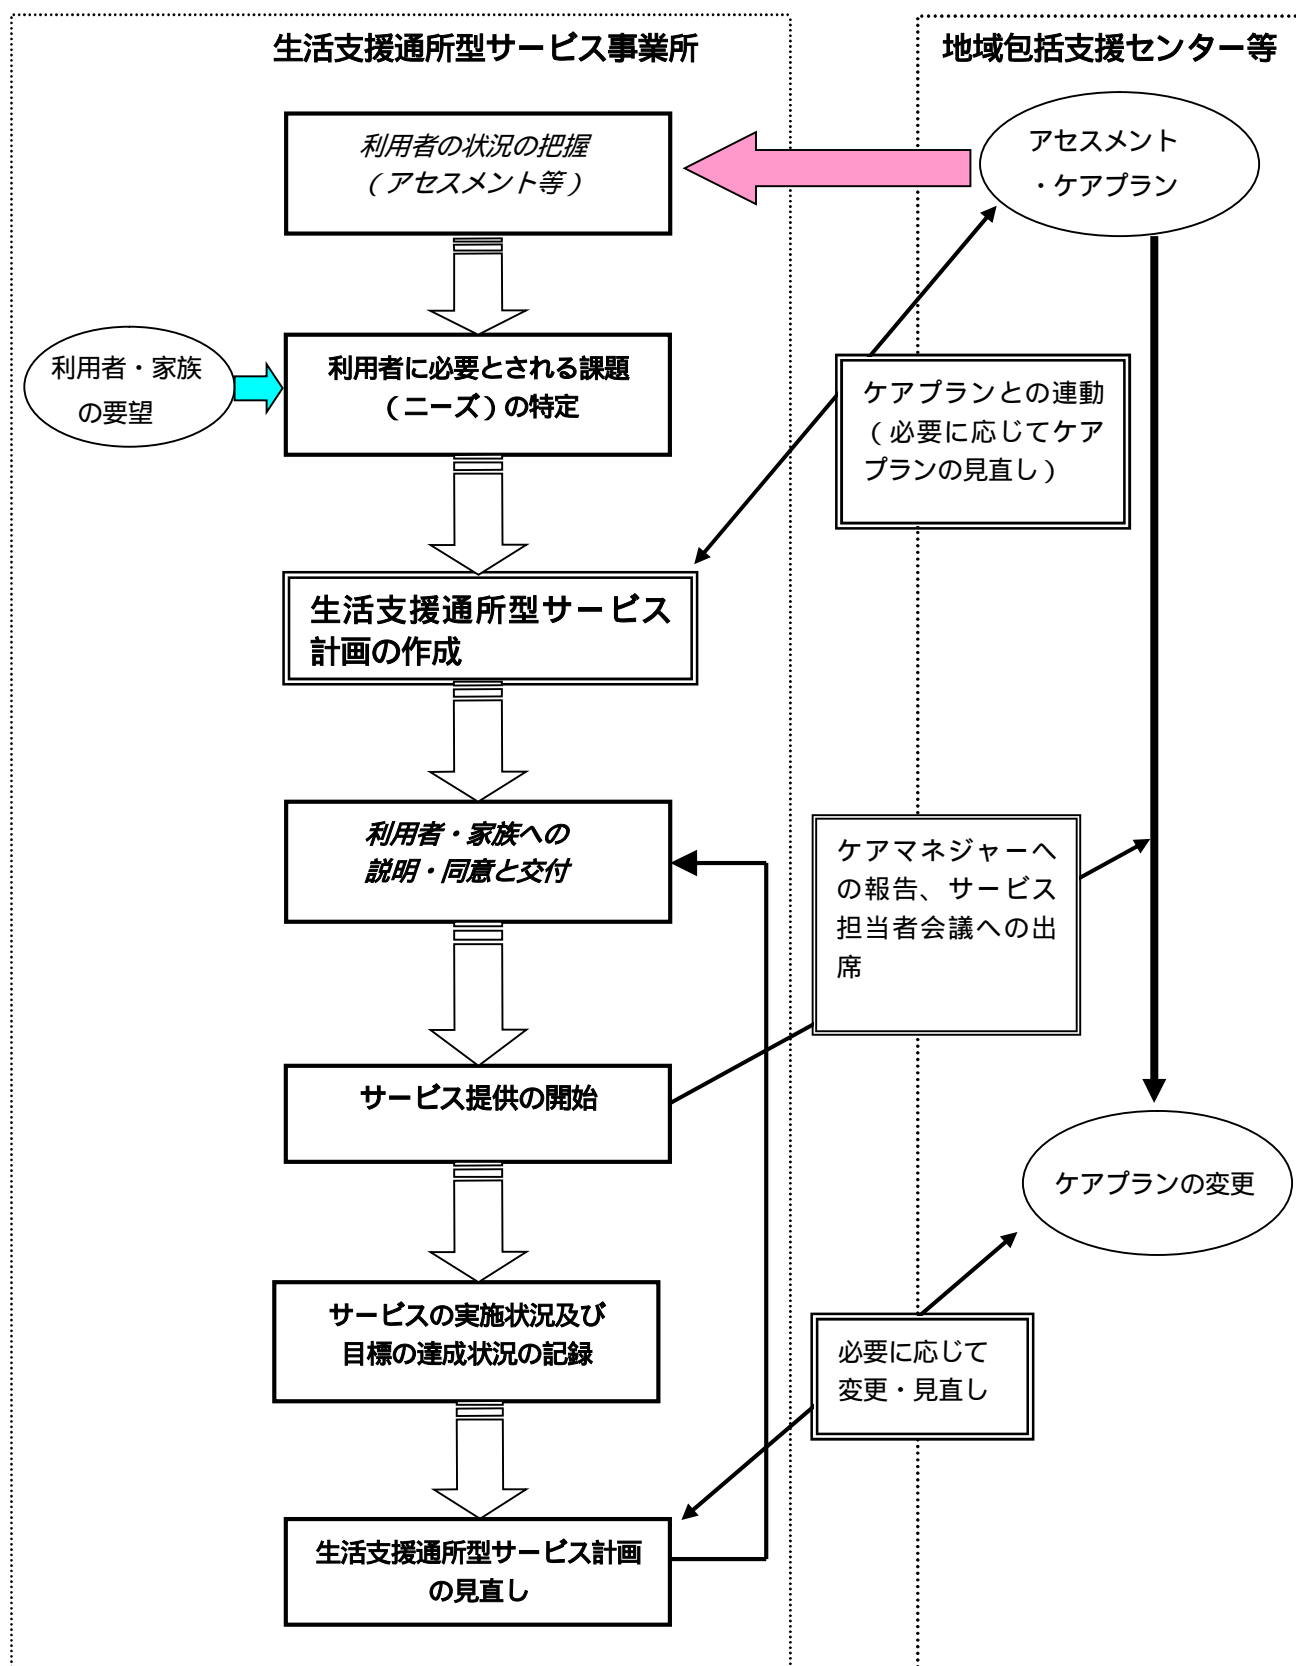 生活支援通所型サービス事業所
地域包括支援センター等
利用者の状況の把握
（アセスメント等）
アセスメント
・ケアプラン
利用者・家族
の要望
利用者に必要とされる課題
（ニーズ）の特定
ケアプランとの連動
（必要に応じてケア
プランの見直し）
生活支援通所型サービス
計画の作成
利用者・家族への
説明・同意と交付
ケアマネジャーへ
の報告、サービス
担当者会議への出
席
サービス提供の開始
ケアプランの変更
サービスの実施状況及び
目標の達成状況の記録
必要に応じて
変更・見直し
生活支援通所型サービス計画
の見直し